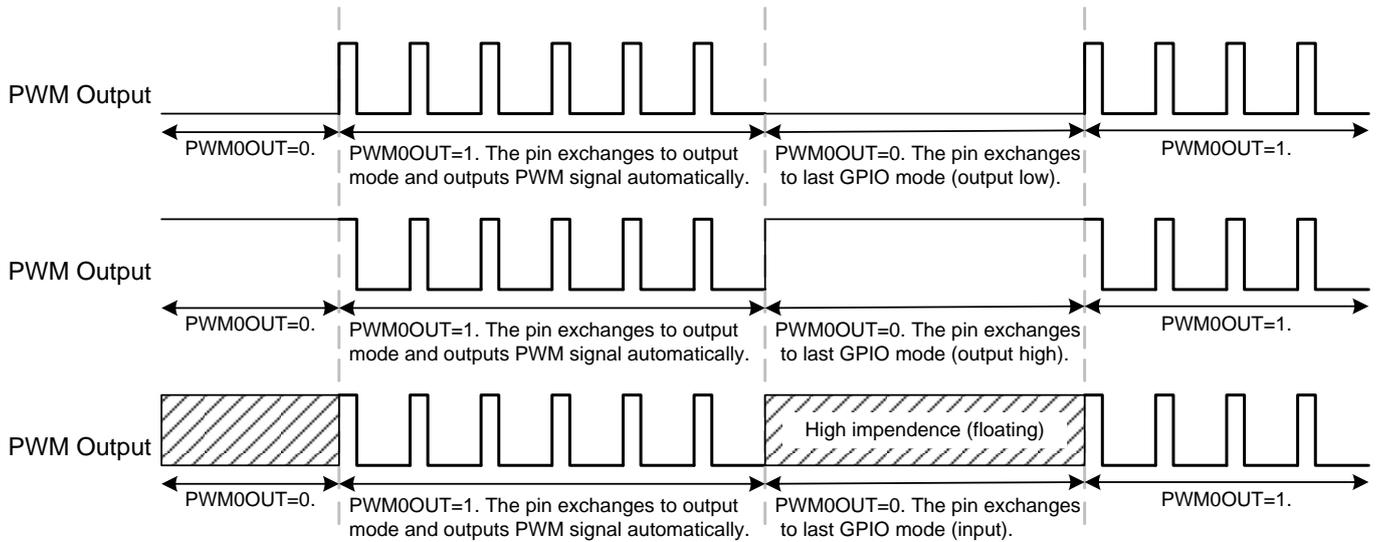 PWM Output
PWM0OUT=0.
PWM0OUT=1. The pin exchanges to output
mode and outputs PWM signal automatically.
PWM0OUT=0. The pin exchanges
to last GPIO mode (output low).
PWM0OUT=1.
PWM Output
PWM0OUT=0.
PWM0OUT=1. The pin exchanges to output
mode and outputs PWM signal automatically.
PWM0OUT=0. The pin exchanges
to last GPIO mode (output high).
PWM0OUT=1.
PWM Output
High impendence (floating)
PWM0OUT=0.
PWM0OUT=1. The pin exchanges to output
mode and outputs PWM signal automatically.
PWM0OUT=0. The pin exchanges
to last GPIO mode (input).
PWM0OUT=1.